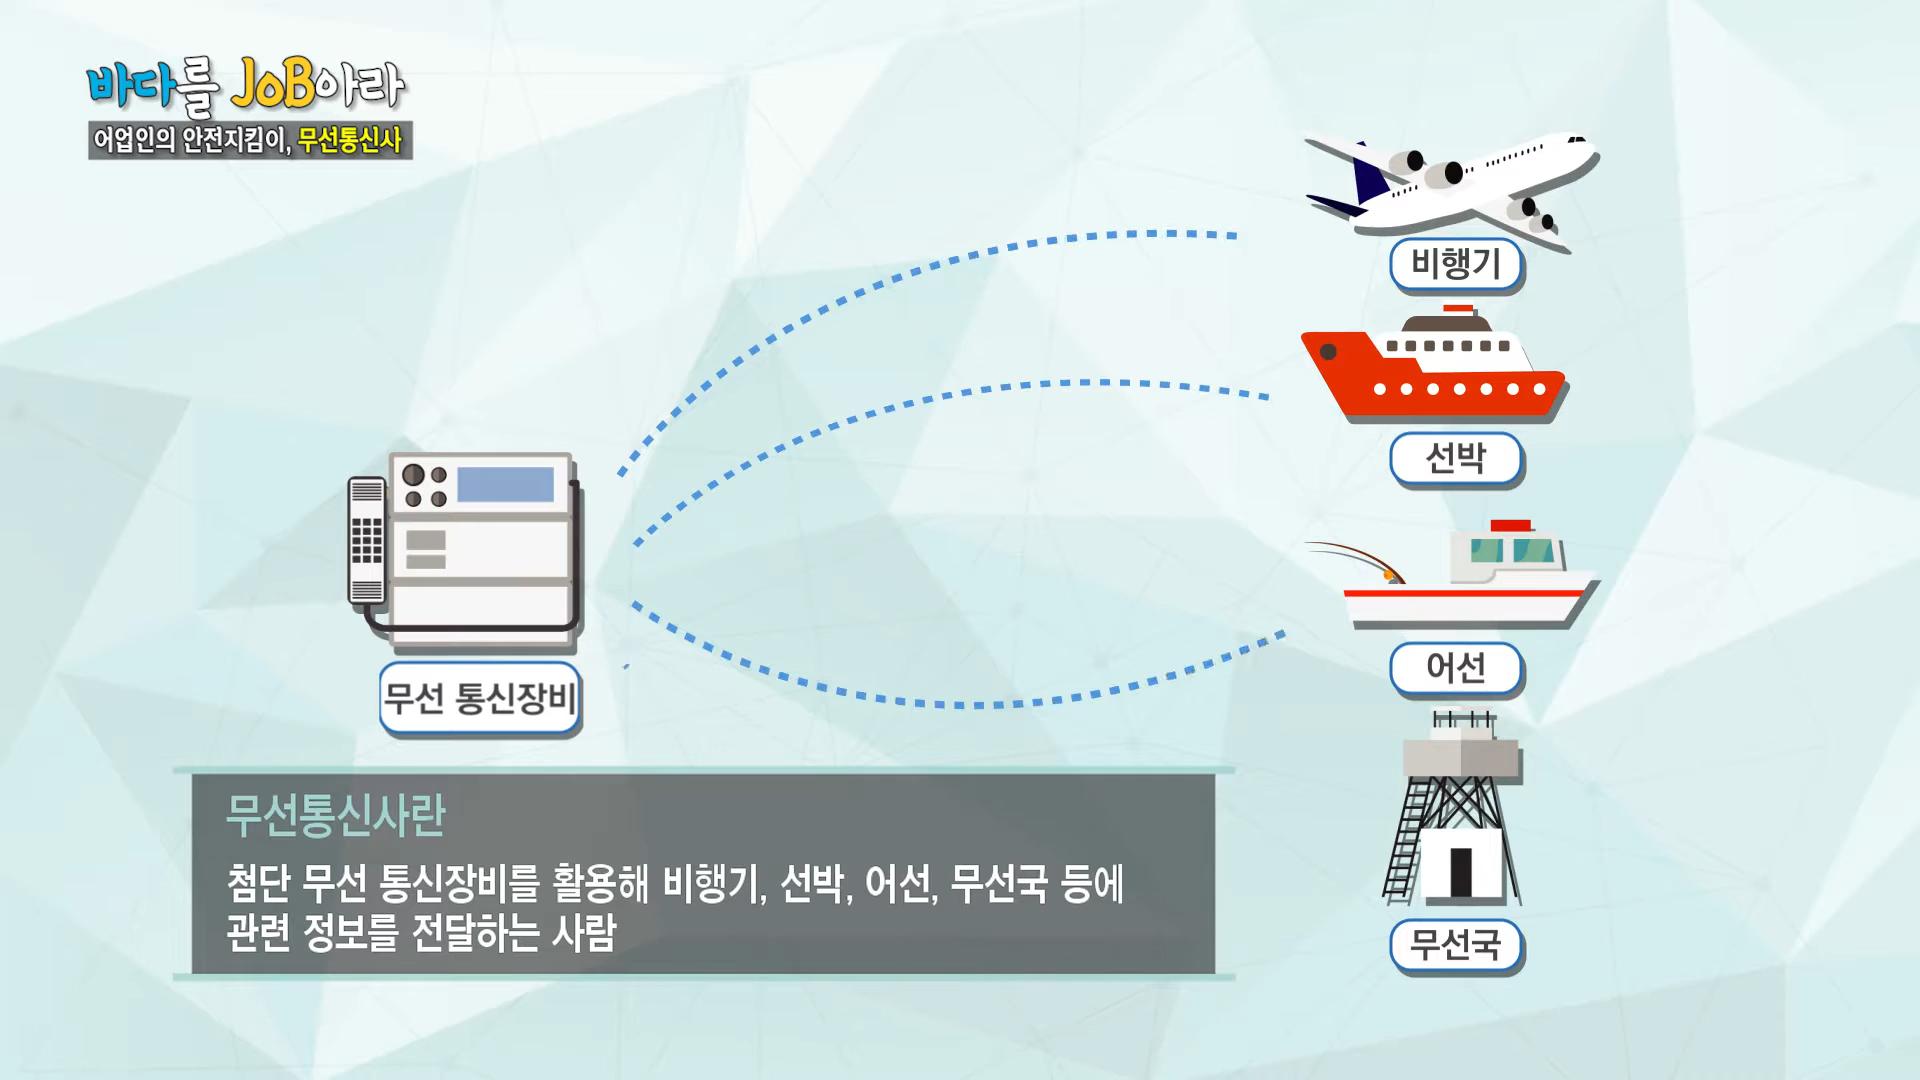 바다를 JoB아라
어업인의 안전지킴이, 무선통신사
비행기
선박
어선
무선 통신장비
무선국
무선통신사란
첨단 무선 통신장비를 활용해 비행기, 선박, 어선, 무선국 등에
관련 정보를 전달하는 사람